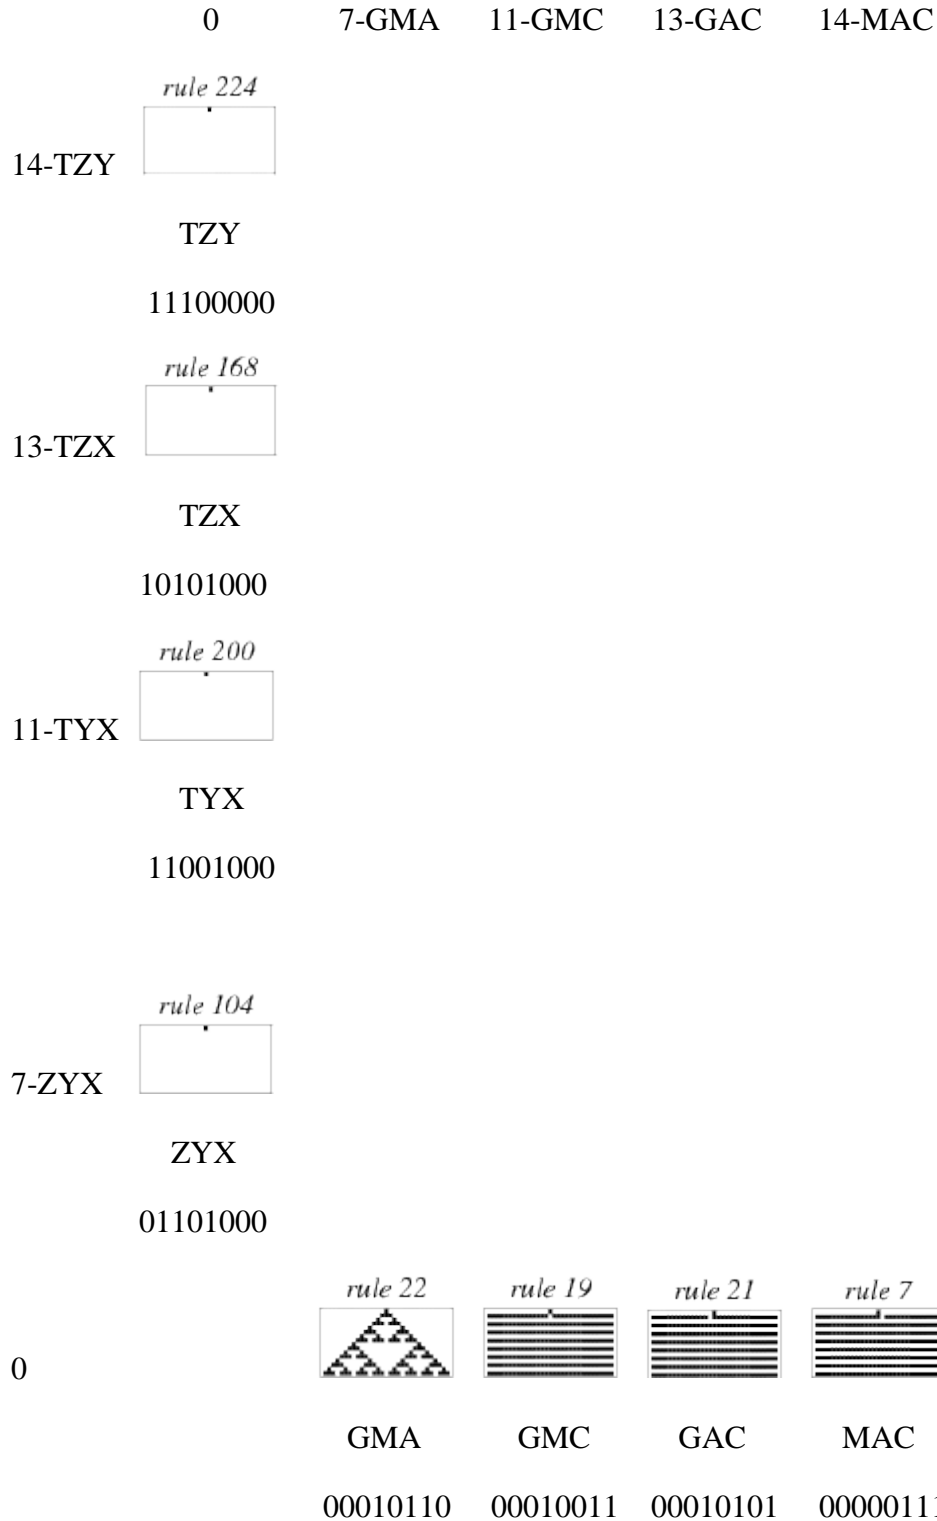 0 7-GMA 11-GMC 13-GAC 14-MAC
rule 224
14-TZY
TZY
11100000
rule 168
13-TZX
TZX
10101000
rule 200
11-TYX
TYX
11001000
rule 104
7-ZYX
ZYX
01101000
rule 22 rule 19 rule 21 rule 7
0
GMA GMC GAC MAC
00010110 00010011 00010101 00000111